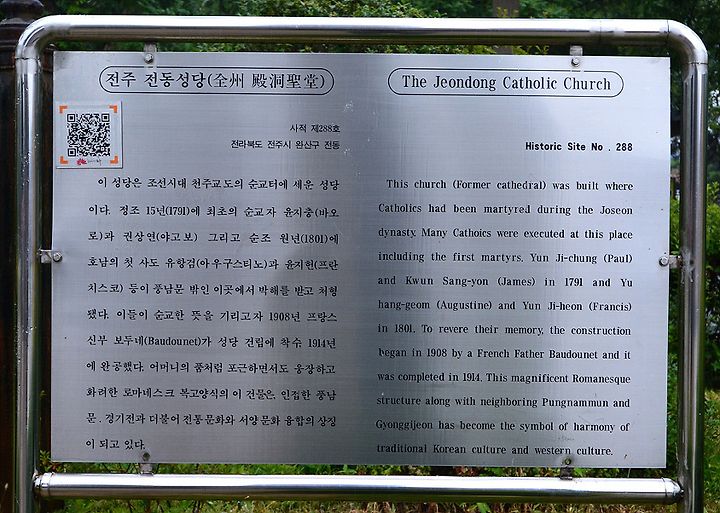 전주 전동성당(全州 殿洞聖堂)
사적 제288호
전라북도 전주시 완산구 전동
이 성당은 조선시대 천주교도의 순교터에 세운 성당
이다. 정조 15년(1791)에 최초의 순교자 윤지충(바오
로)과 권상연(야고보) 그리고 순조 원년(1801)에
호남의 첫 사도 유항검(아우구스티노)과 윤지헌(프란
치스코) 등이 풍남문 밖인 이곳에서 박해를 받고 처형
됐다. 이들이 순교한 뜻을 기리고자 1908년 프랑스
신부 보두네(Baudounet)가 성당 건립에 착수 1914년
에 완공했다. 어머니의 품처럼 포근하면서도 웅장하고
화려한 로마네스크 복고양식의 이 건물은, 인접한 풍남
문, 경기전과 더불어 전통문화와 서양문화 융합의 상징
이 되고 있다.
The Jeondong Catholic Church
Historic Site No . 288
This church (Former cathedral) was built where
Catholics had been martyred during the Joseon
dynasty. Many Cathoics were executed at this place
including the first martyrs, Yun Ji-chung (Paul)
and Kwun Sang-yon (James) in 1791 and Yu
hang-geom (Augustine) and Yun Ji-heon (Francis)
in 1801. To revere their memory, the construction
began in 1908 by a French Father Baudounet and it
was completed in 1914. This magnificent Romanesque
structure along with neighboring Pungnammun and
Gyonggijeon has become the symbol of harmony of
traditional Korean culture and western culture.